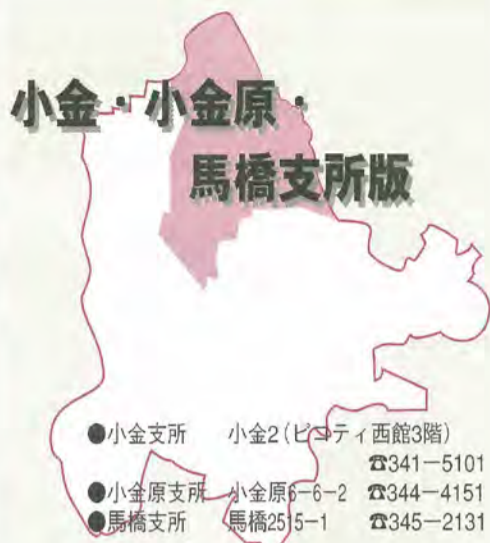 小金・小金原・
馬橋支所版
●小金支所 小金2(ピコティ西館3階)
☎341−5101
●小金原支所 小金原6−6−2 ☎344−4151
●馬橋支所 馬橋2515−1 ☎345−2131